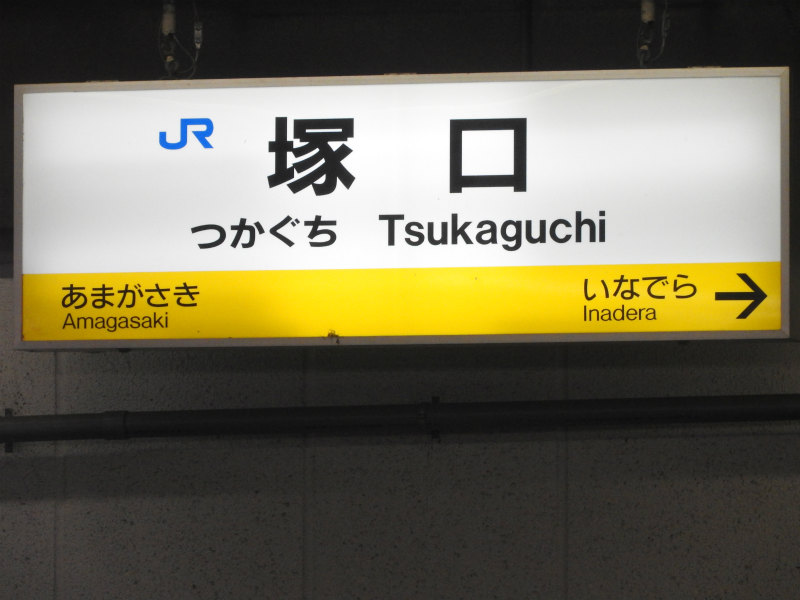 JR 塚口
つかぐち Tsukaguchi
あまがさき
Amagasaki
いなでら →
Inadera